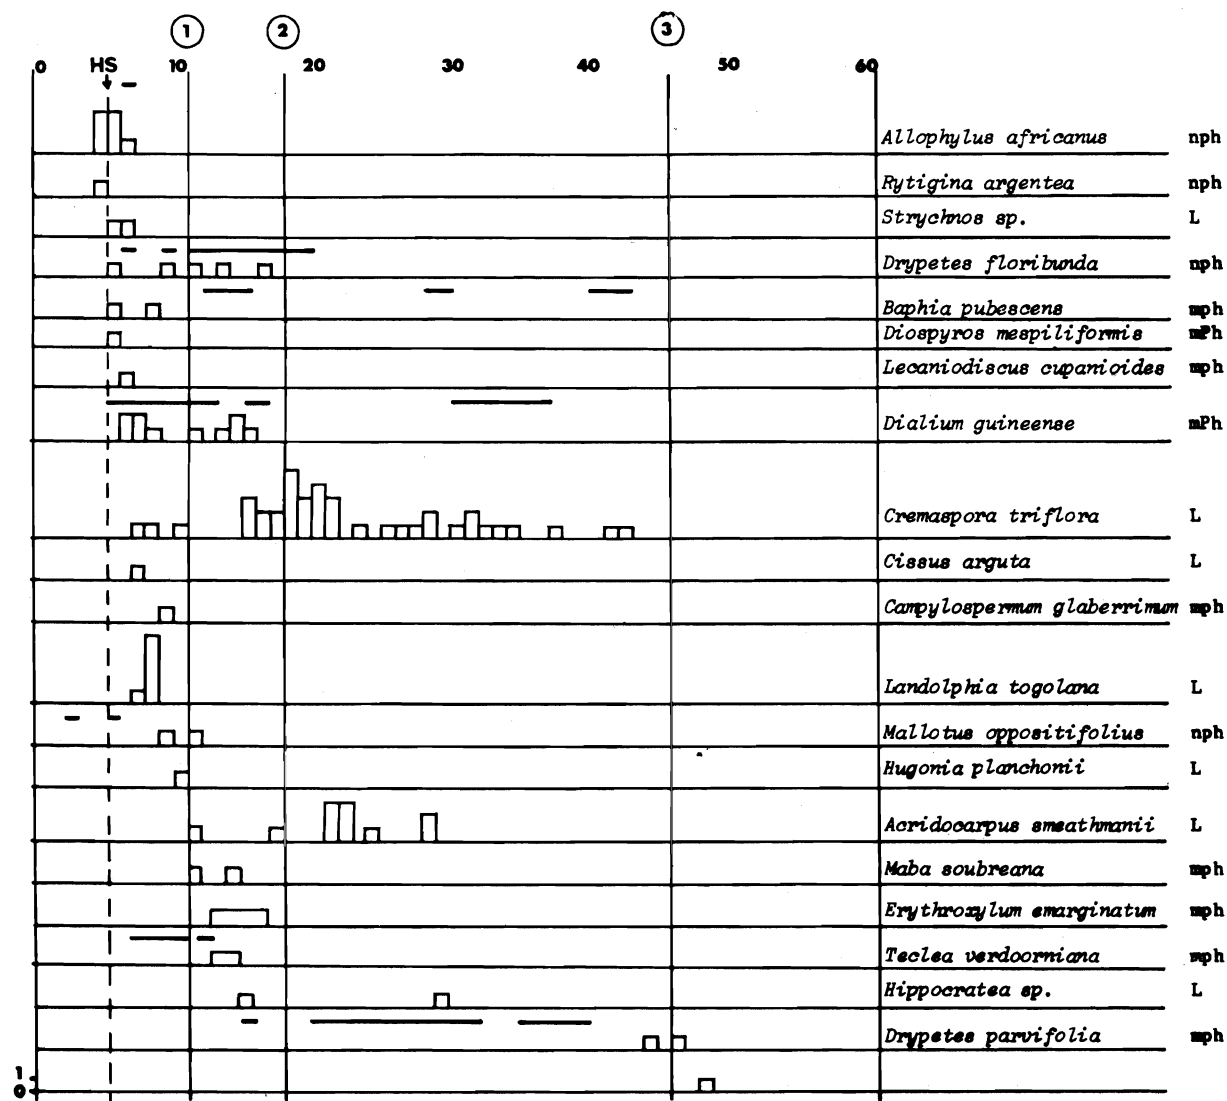 ① ② ③
0 HS 10 20 30 40 50 60
Allophylus africanus nph
Rytigina argentea nph
Strychnos sp. L
Drypetes floribunda nph
Baphia pubescens mph
Diospyros mespiliformis mPh
Lecaniodiscus cupanioides mph
Dialium guineense mPh
Cremaspora triflora L
Cissus arguta L
Campylospermum glaberrimum mph
Landolphia togolana L
Mallotus oppositifolius nph
Hugonia planchonii L
Acridocarpus smeathmanii L
Maba soubreana mph
Erythroxylum emarginatum mph
Teclea verdoorniana mph
Hippocratea sp. L
Drypetes parvifolia mph
1
0